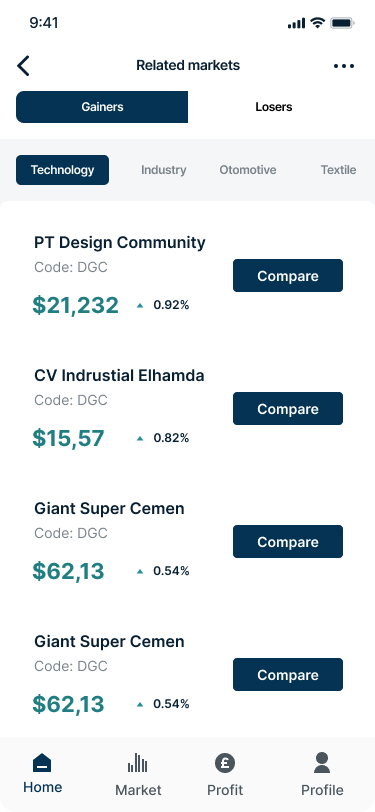 9:41
Related markets
Gainers Losers
Technology Industry Otomotive Textile
PT Design Community
Code: DGC
Compare
$21,232 0.92%
CV Indrustial Elhamda
Code: DGC
Compare
$15,57 0.82%
Giant Super Cemen
Code: DGC
Compare
$62,13 0.54%
Giant Super Cemen
Code: DGC
Compare
$62,13 0.54%
£
Home Market Profit Profile